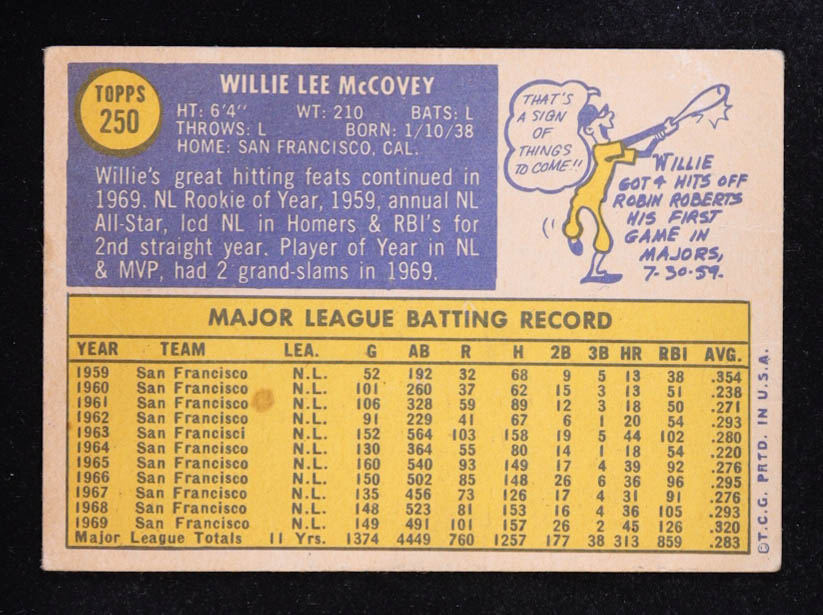 TOPPS
250
WILLIE LEE McCOVEY
HT: 6'4" WT: 210 BATS: L
THROWS: L BORN: 1/10/38
HOME: SAN FRANCISCO, CAL.
Willie's great hitting feats continued in
1969. NL Rookie of Year, 1959, annual NL
All-Star, lcd NL in Homers & RBI's for
2nd straight year. Player of Year in NL
& MVP, had 2 grand-slams in 1969.
THAT'S
A SIGN
OF
THINGS
TO COME!!
WILLIE
GOT 4 HITS OFF
ROBIN ROBERTS
HIS FIRST
GAME IN
MAJORS,
7-30-59.
MAJOR LEAGUE BATTING RECORD
YEAR TEAM LEA. G AB R H 2B 3B HR RBI AVG.
1959 San Francisco N.L. 52 192 32 68 9 5 13 38 .354
1960 San Francisco N.L. 101 260 37 62 15 3 13 51 .238
1961 San Francisco N.L. 106 328 59 89 12 3 18 50 .271
1962 San Francisco N.L. 91 229 41 67 6 1 20 54 .293
1963 San Francisci N.L. 152 564 103 158 19 5 44 102 .280
1964 San Francisco N.L. 130 364 55 80 14 1 18 54 .220
1965 San Francisco N.L. 160 540 93 149 17 4 39 92 .276
1966 San Francisco N.L. 150 502 85 148 26 6 36 96 .295
1967 San Francisco N.L. 135 456 73 126 17 4 31 91 .276
1968 San Francisco N.L. 148 523 81 153 16 4 36 105 .293
1969 San Francisco N.L. 149 491 101 157 26 2 45 126 .320
Major League Totals 11 Yrs. 1374 4449 760 1257 177 38 313 859 .283
©T.C.G. PRTD. IN U.S.A.